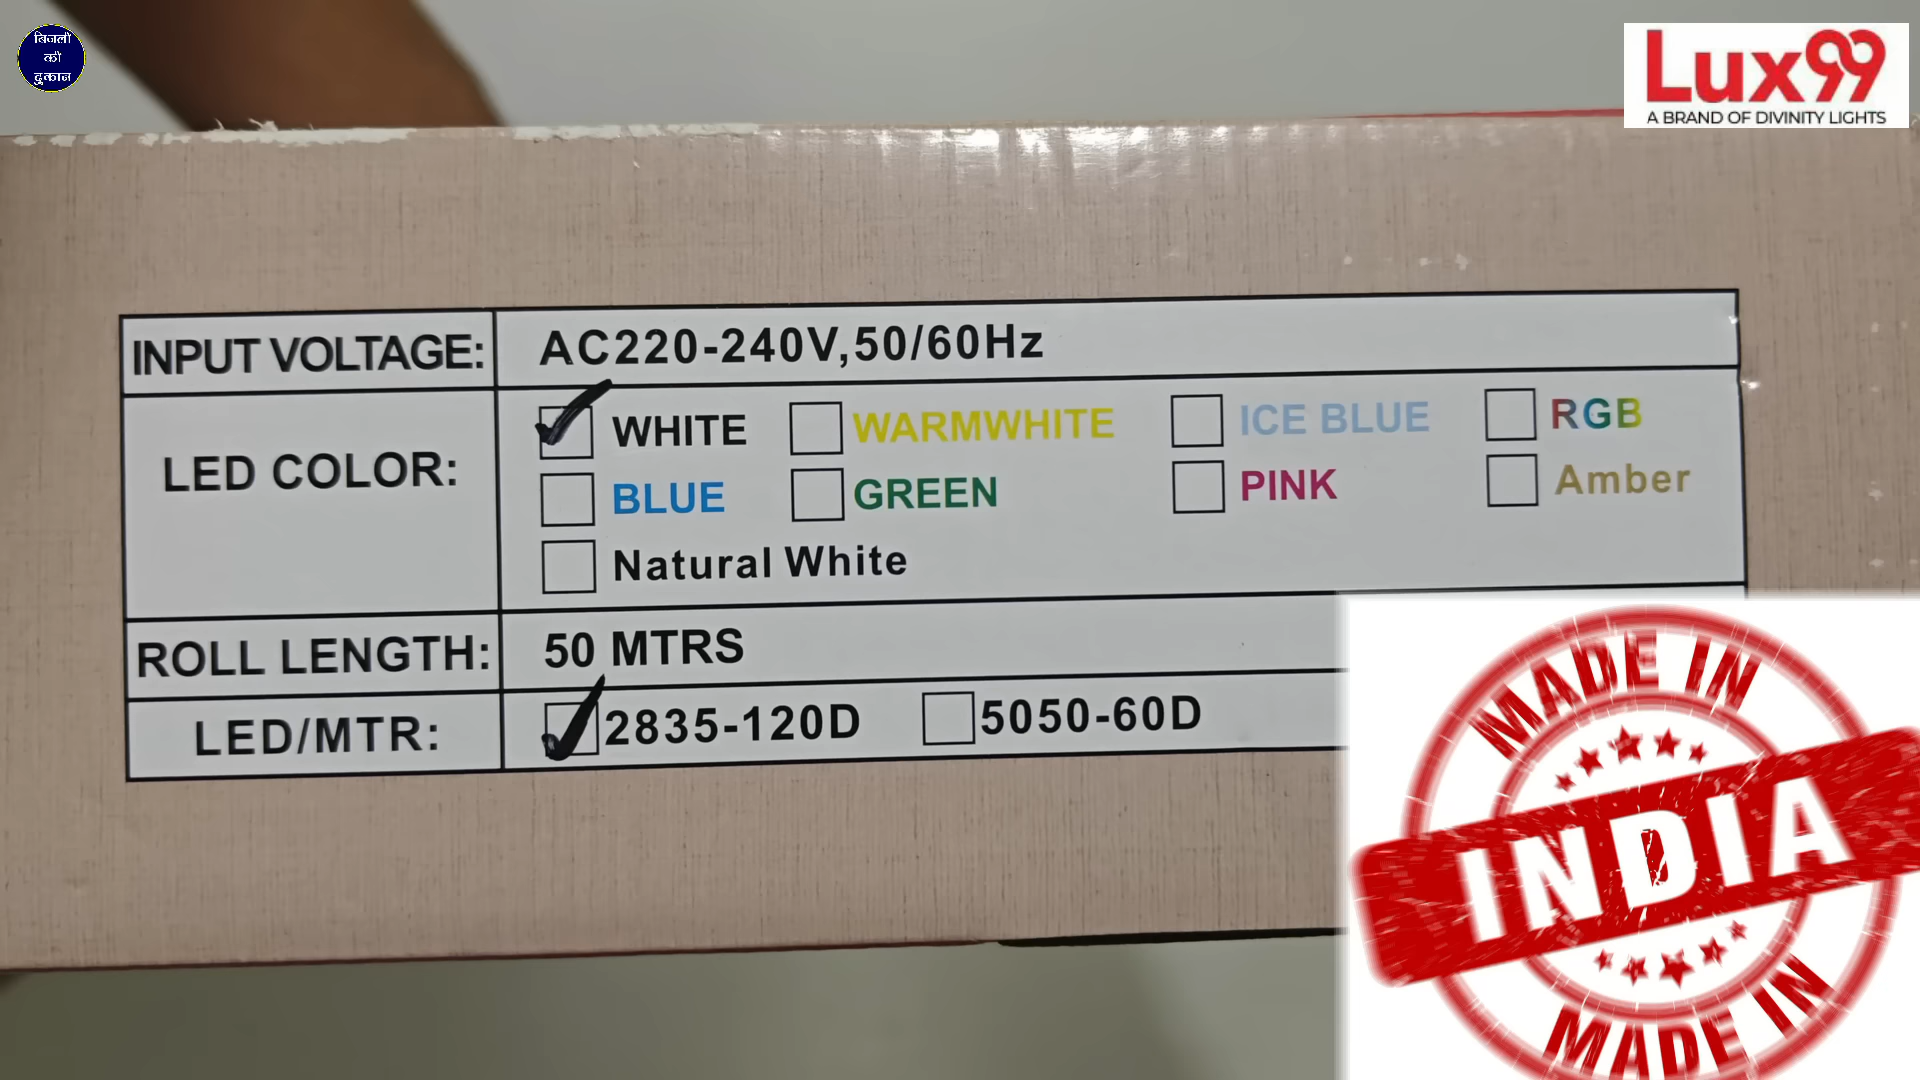 बिजली
की
दुकान
Lux99
A BRAND OF DIVINITY LIGHTS
INPUT VOLTAGE: AC220-240V,50/60Hz
LED COLOR: WHITE WARMWHITE ICE BLUE RGB
BLUE GREEN PINK Amber
Natural White
ROLL LENGTH: 50 MTRS
LED/MTR: 2835-120D 5050-60D
MADE IN
INDIA
MADE IN